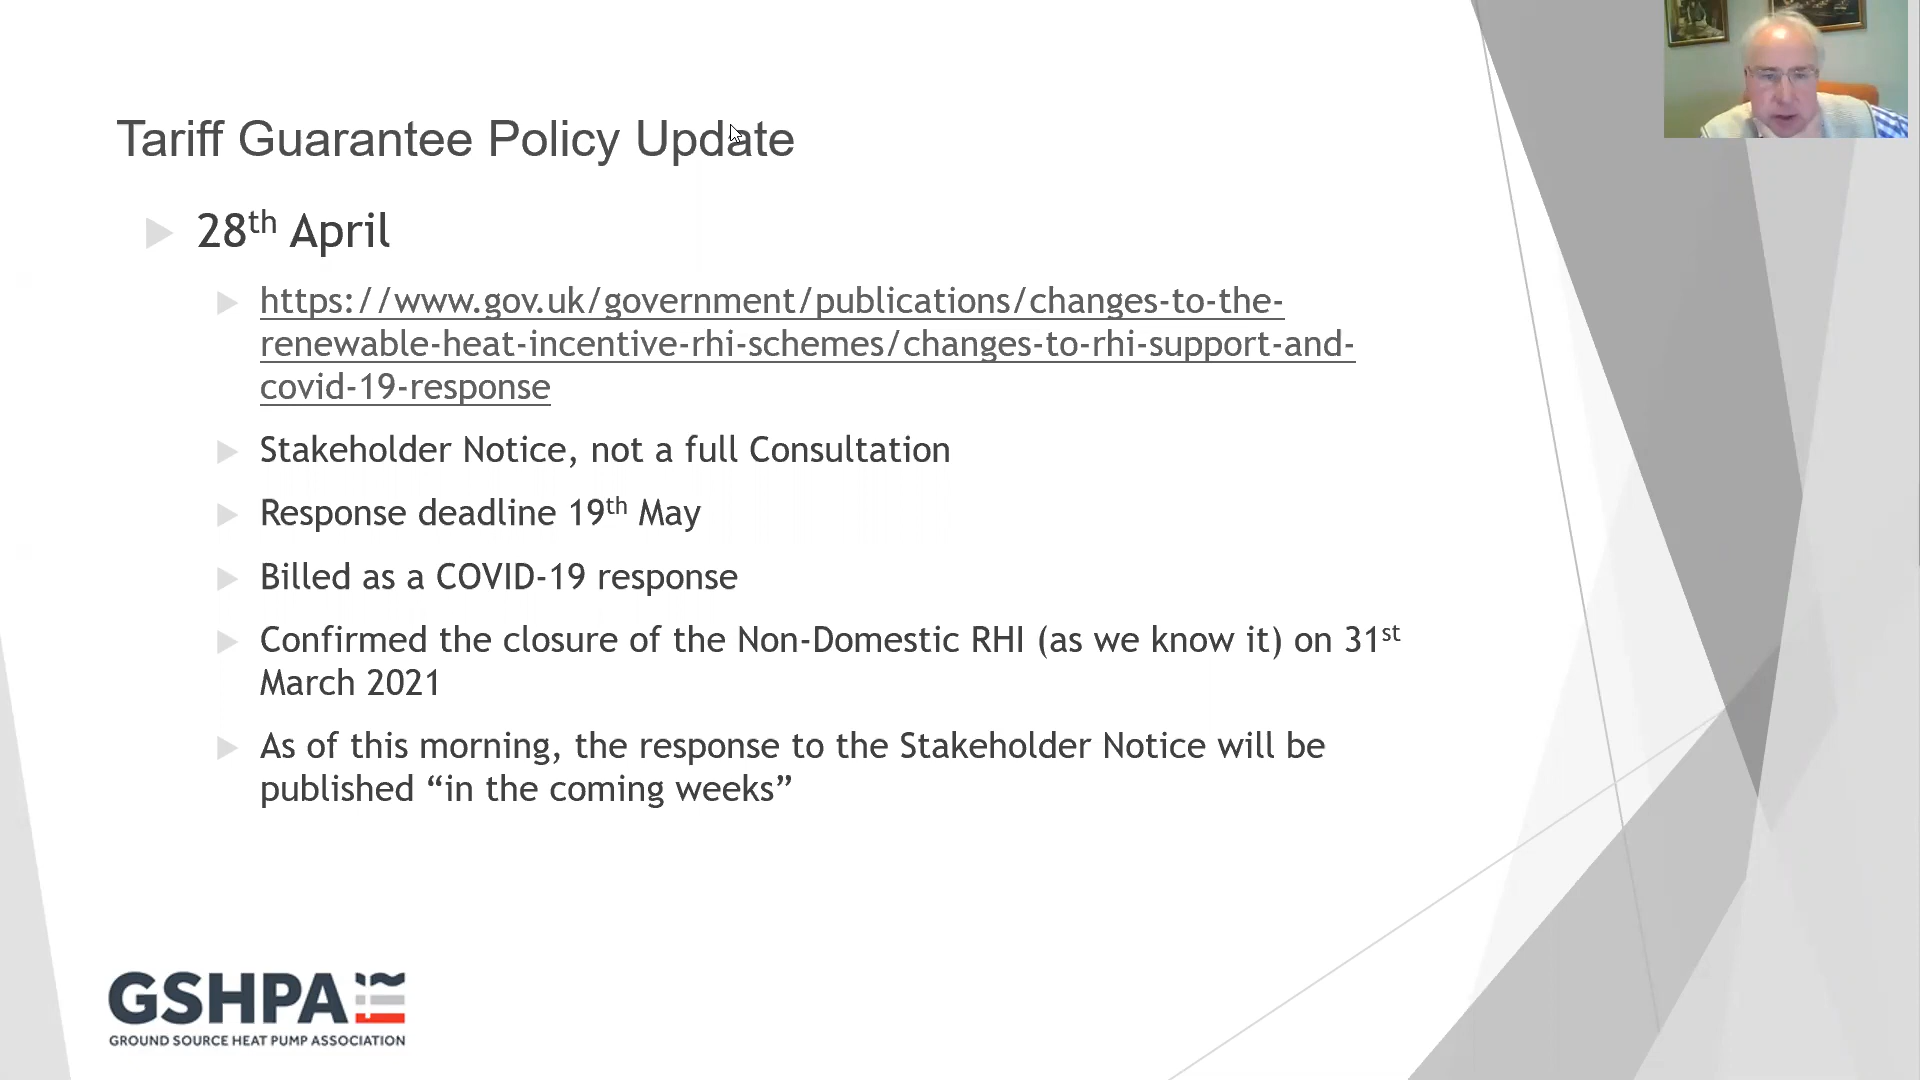 Tariff Guarantee Policy Update
28th April
https://www.gov.uk/government/publications/changes-to-the-
renewable-heat-incentive-rhi-schemes/changes-to-rhi-support-and-
covid-19-response
Stakeholder Notice, not a full Consultation
Response deadline 19th May
Billed as a COVID-19 response
Confirmed the closure of the Non-Domestic RHI (as we know it) on 31st
March 2021
As of this morning, the response to the Stakeholder Notice will be
published “in the coming weeks”
GSHPA
GROUND SOURCE HEAT PUMP ASSOCIATION